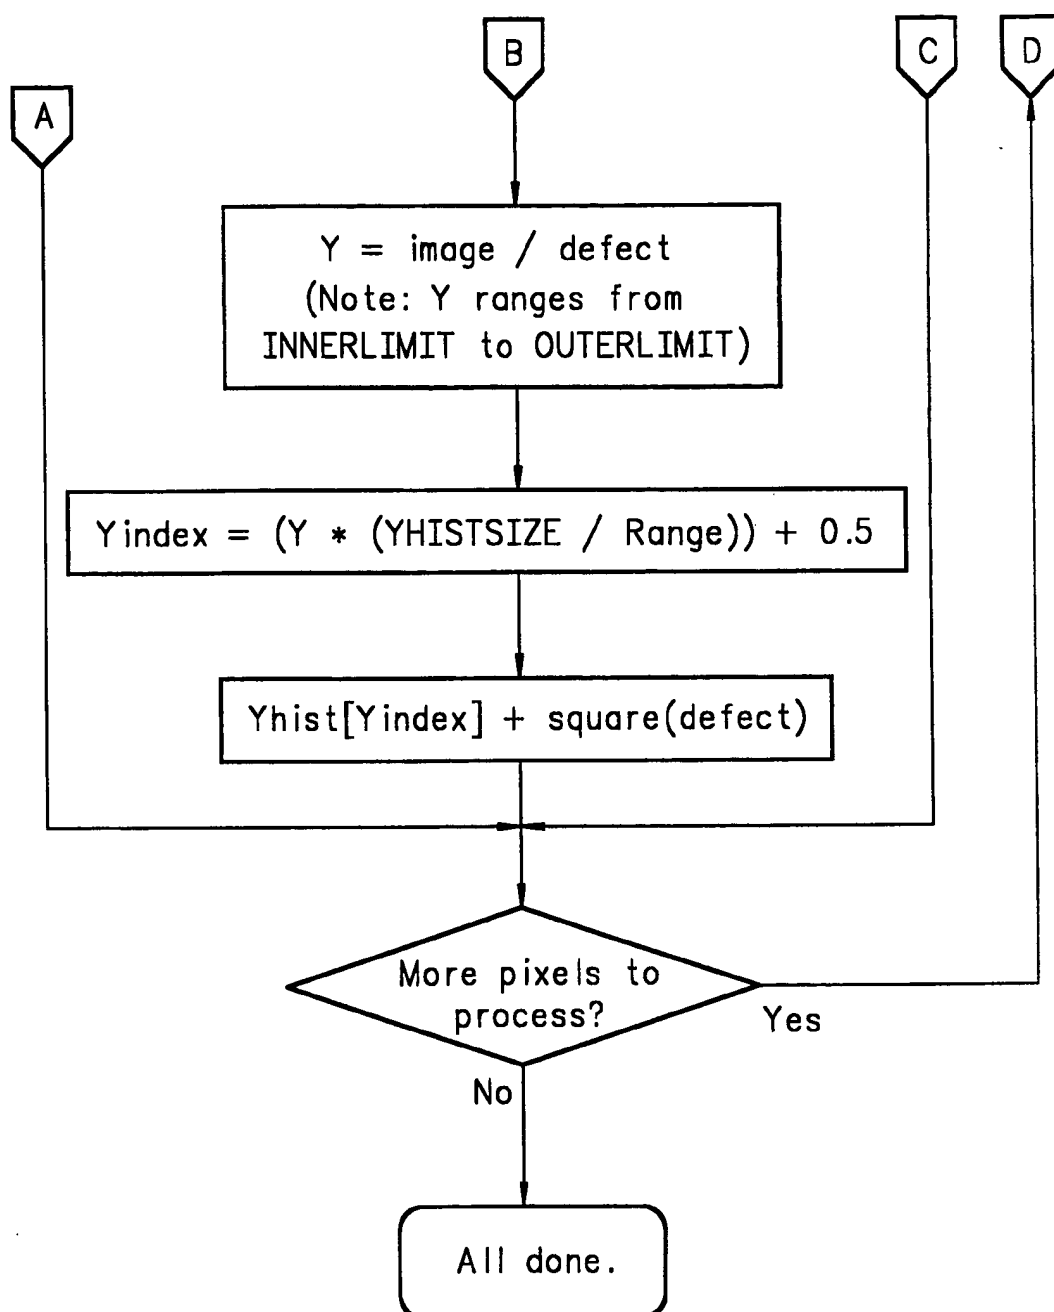 B
C
D
A
Y = image / defect
(Note: Y ranges from
INNERLIMIT to OUTERLIMIT)
Yindex = (Y * (YHISTSIZE / Range)) + 0.5
Yhist[Yindex] + square(defect)
More pixels to
process?
Yes
No
All done.